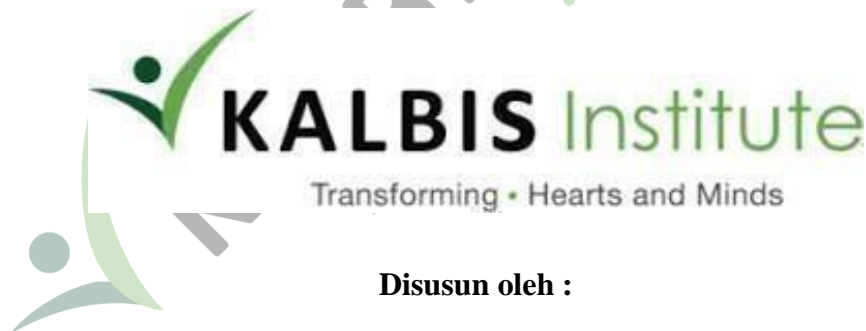 KALBIS Institute
Transforming • Hearts and Minds
Disusun oleh :